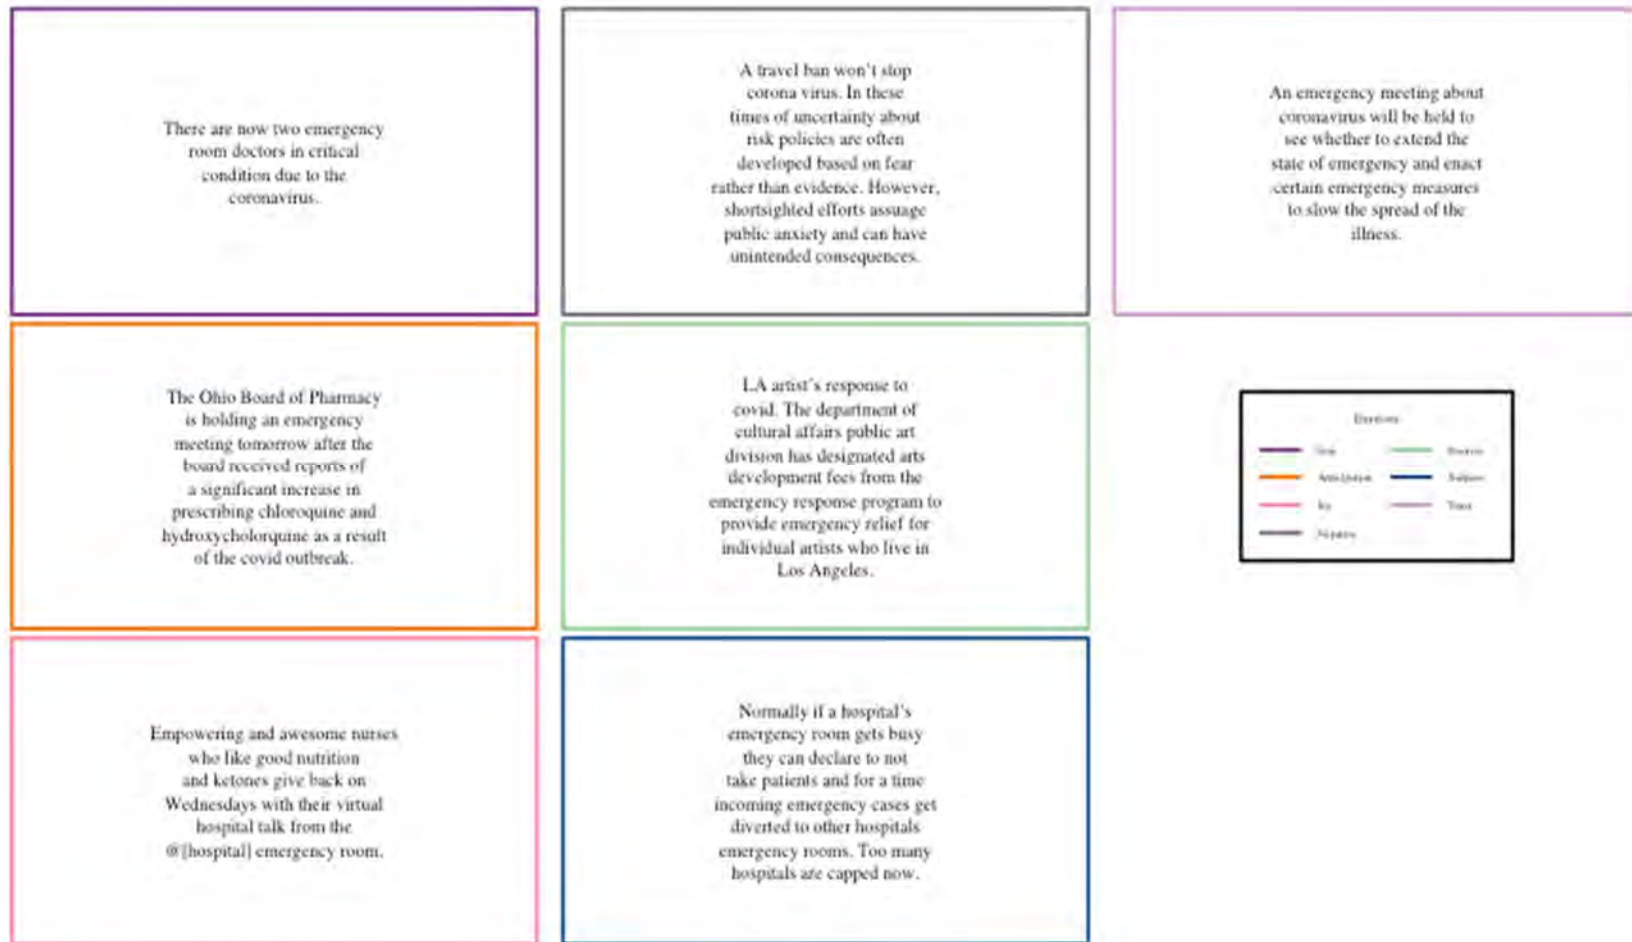 There are now two emergency
room doctors in critical
condition due to the
coronavirus.
A travel ban won't stop
corona virus. In these
times of uncertainty about
risk policies are often
developed based on fear
rather than evidence. However,
shortsighted efforts assuage
public anxiety and can have
unintended consequences.
An emergency meeting about
coronavirus will be held to
see whether to extend the
state of emergency and enact
certain emergency measures
to slow the spread of the
illness.
The Ohio Board of Pharmacy
is holding an emergency
meeting tomorrow after the
board received reports of
a significant increase in
prescribing chloroquine and
hydroxycholorquine as a result
of the covid outbreak.
LA artist's response to
covid. The department of
cultural affairs public art
division has designated arts
development fees from the
emergency response program to
provide emergency relief for
individual artists who live in
Los Angeles.
Emotions
Anticipation
Joy
Positive
Sadness
Trust
Negative
Empowering and awesome nurses
who like good nutrition
and ketones give back on
Wednesdays with their virtual
hospital talk from the
@[hospital] emergency room.
Normally if a hospital's
emergency room gets busy
they can declare to not
take patients and for a time
incoming emergency cases get
diverted to other hospitals
emergency rooms. Too many
hospitals are capped now.